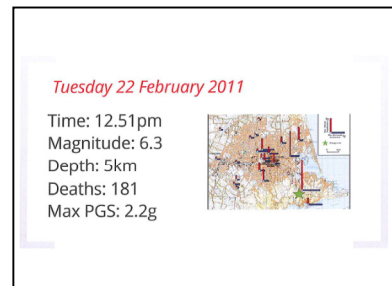 Tuesday 22 February 2011
Time: 12.51pm
Magnitude: 6.3
Depth: 5km
Deaths: 181
Max PGS: 2.2g